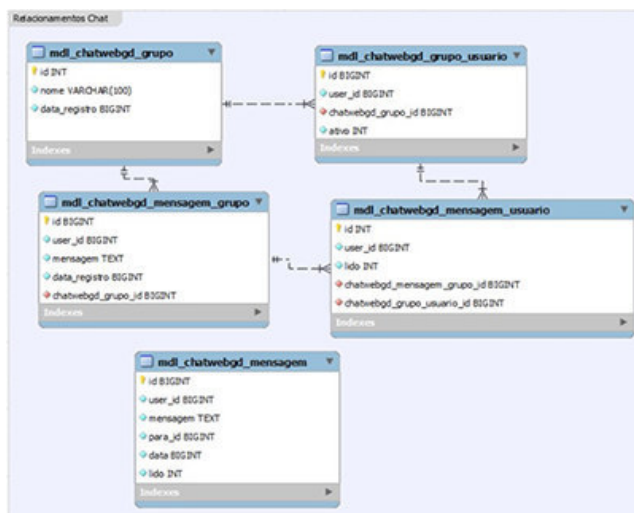 Relacionamentos Chat
mdl_chatwebgd_grupo
id INT
nome VARCHAR(100)
data_registro BIGINT
Indexes
mdl_chatwebgd_grupo_usuario
id BIGINT
user_id BIGINT
chatwebgd_grupo_id BIGINT
ativo INT
Indexes
mdl_chatwebgd_mensagem_grupo
id BIGINT
user_id BIGINT
mensagem TEXT
data_registro BIGINT
chatwebgd_grupo_id BIGINT
Indexes
mdl_chatwebgd_mensagem_usuario
id INT
user_id BIGINT
lido INT
chatwebgd_mensagem_grupo_id BIGINT
chatwebgd_grupo_usuario_id BIGINT
Indexes
mdl_chatwebgd_mensagem
id BIGINT
user_id BIGINT
mensagem TEXT
para_id BIGINT
data BIGINT
lido INT
Indexes